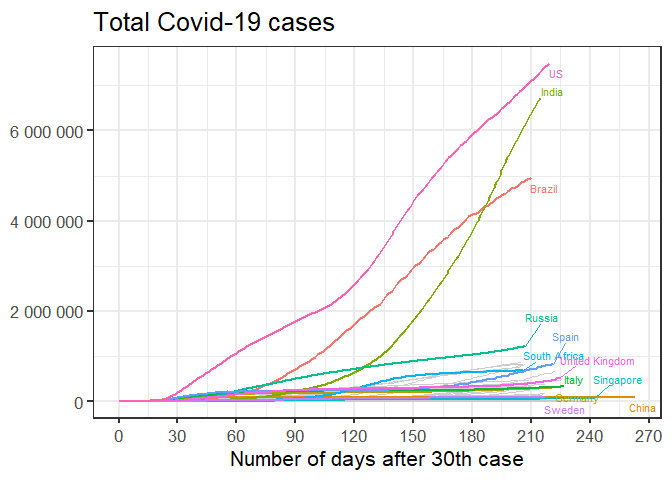 Total Covid-19 cases
US
India
6 000 000
Brazil
4 000 000
2 000 000
Russia
Spain
South Africa
United Kingdom
Italy
Singapore
Germany
0
Sweden
China
0 30 60 90 120 150 180 210 240 270
Number of days after 30th case